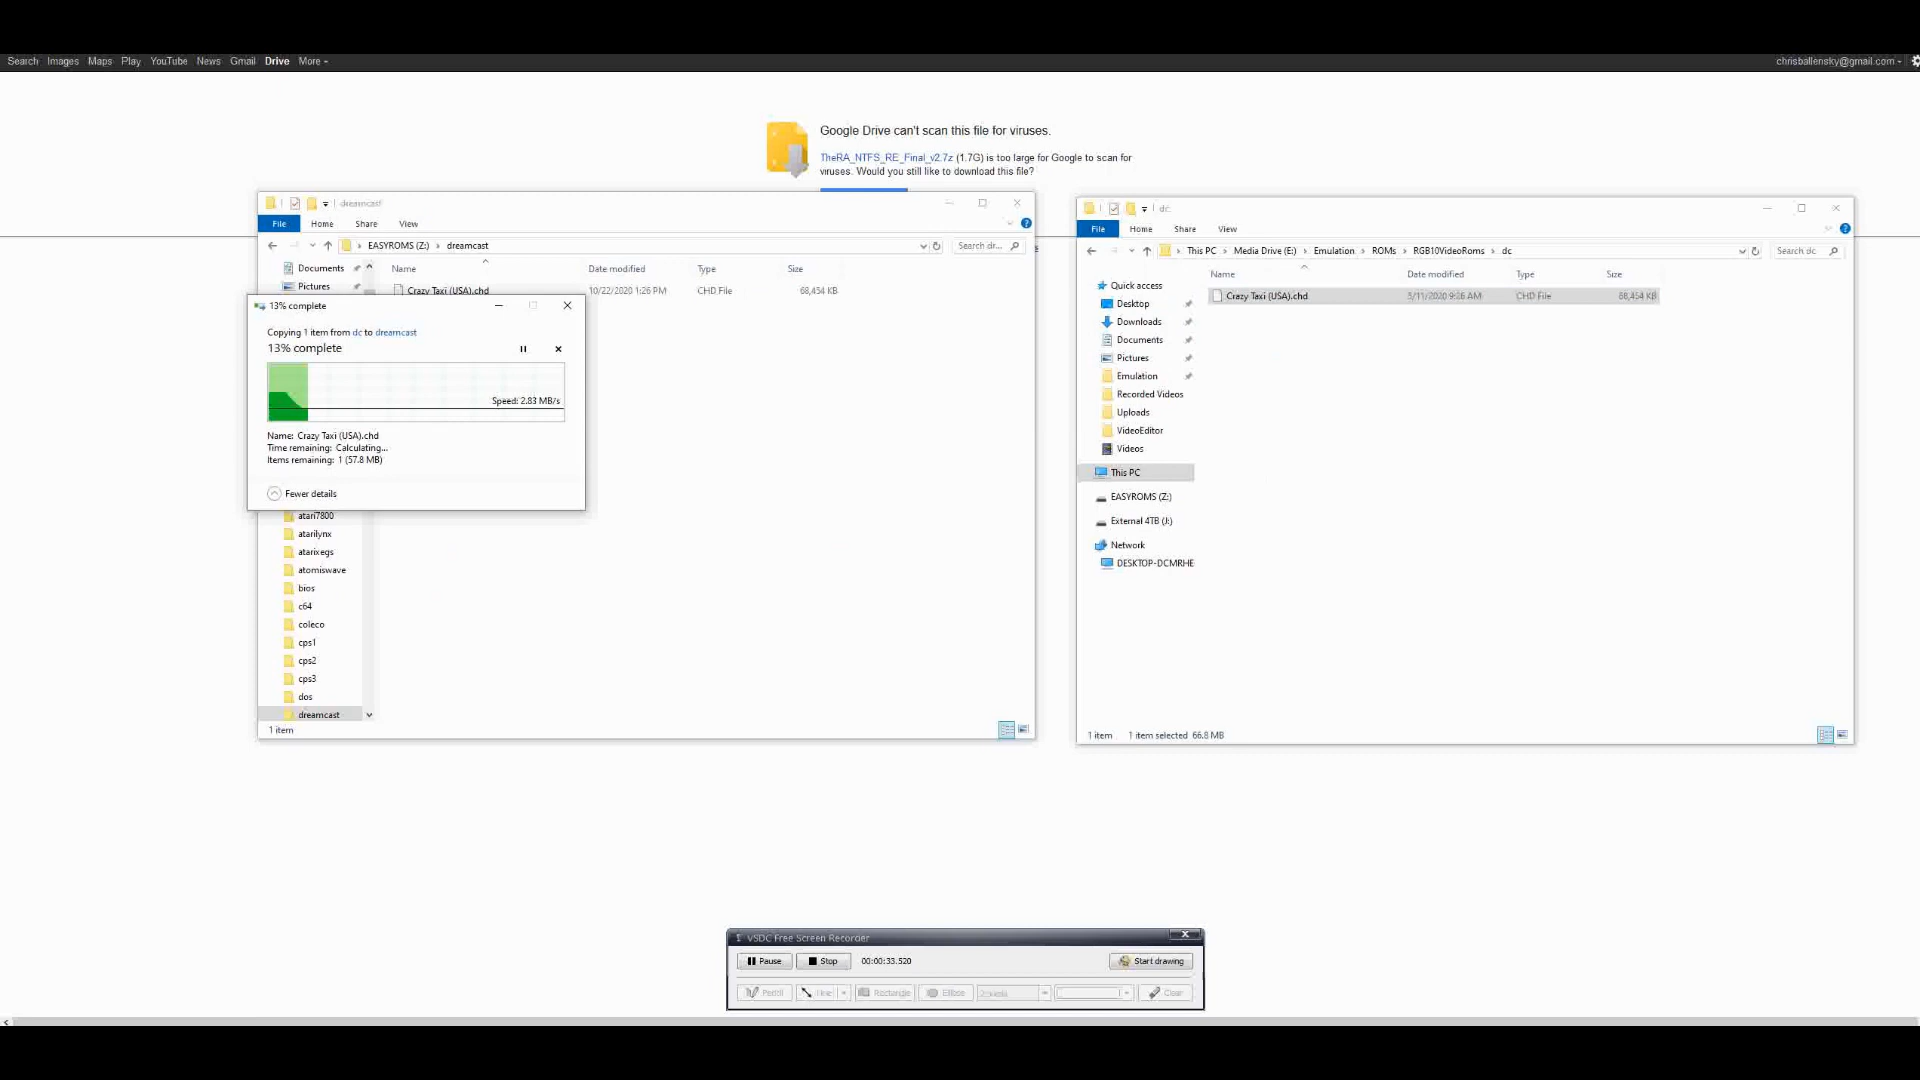 Search Images Maps Play YouTube News Gmail Drive More
chrisballensky@gmail.com
Google Drive can't scan this file for viruses.
TheRA_NTFS_RE_Final_v2.7z (1.7G) is too large for Google to scan for
viruses. Would you still like to download this file?
dreamcast
File Home Share View
EASYROMS (Z:) dreamcast
Search dr...
Documents
Pictures
Name Date modified Type Size
Crazy Taxi (USA).chd 10/22/2020 1:26 PM CHD File 68,454 KB
13% complete
Copying 1 item from dc to dreamcast
13% complete
Speed: 2.83 MB/s
Name: Crazy Taxi (USA).chd
Time remaining: Calculating...
Items remaining: 1 (57.8 MB)
Fewer details
atari7800
atarilynx
atarixegs
atomiswave
bios
c64
coleco
cps1
cps2
cps3
dos
dreamcast
1 item
dc
File Home Share View
This PC Media Drive (E:) Emulation ROMs RGB10VideoRoms dc
Search dc
Name Date modified Type Size
Crazy Taxi (USA).chd 5/11/2020 9:26 AM CHD File 68,454 KB
Quick access
Desktop
Downloads
Documents
Pictures
Emulation
Recorded Videos
Uploads
VideoEditor
Videos
This PC
EASYROMS (Z:)
External 4TB (J:)
Network
DESKTOP-DCMRHE
1 item 1 item selected 66.8 MB
VSDC Free Screen Recorder
Pause Stop 00:00:33.520 Start drawing
Pencil Line Rectangle Ellipse Clear